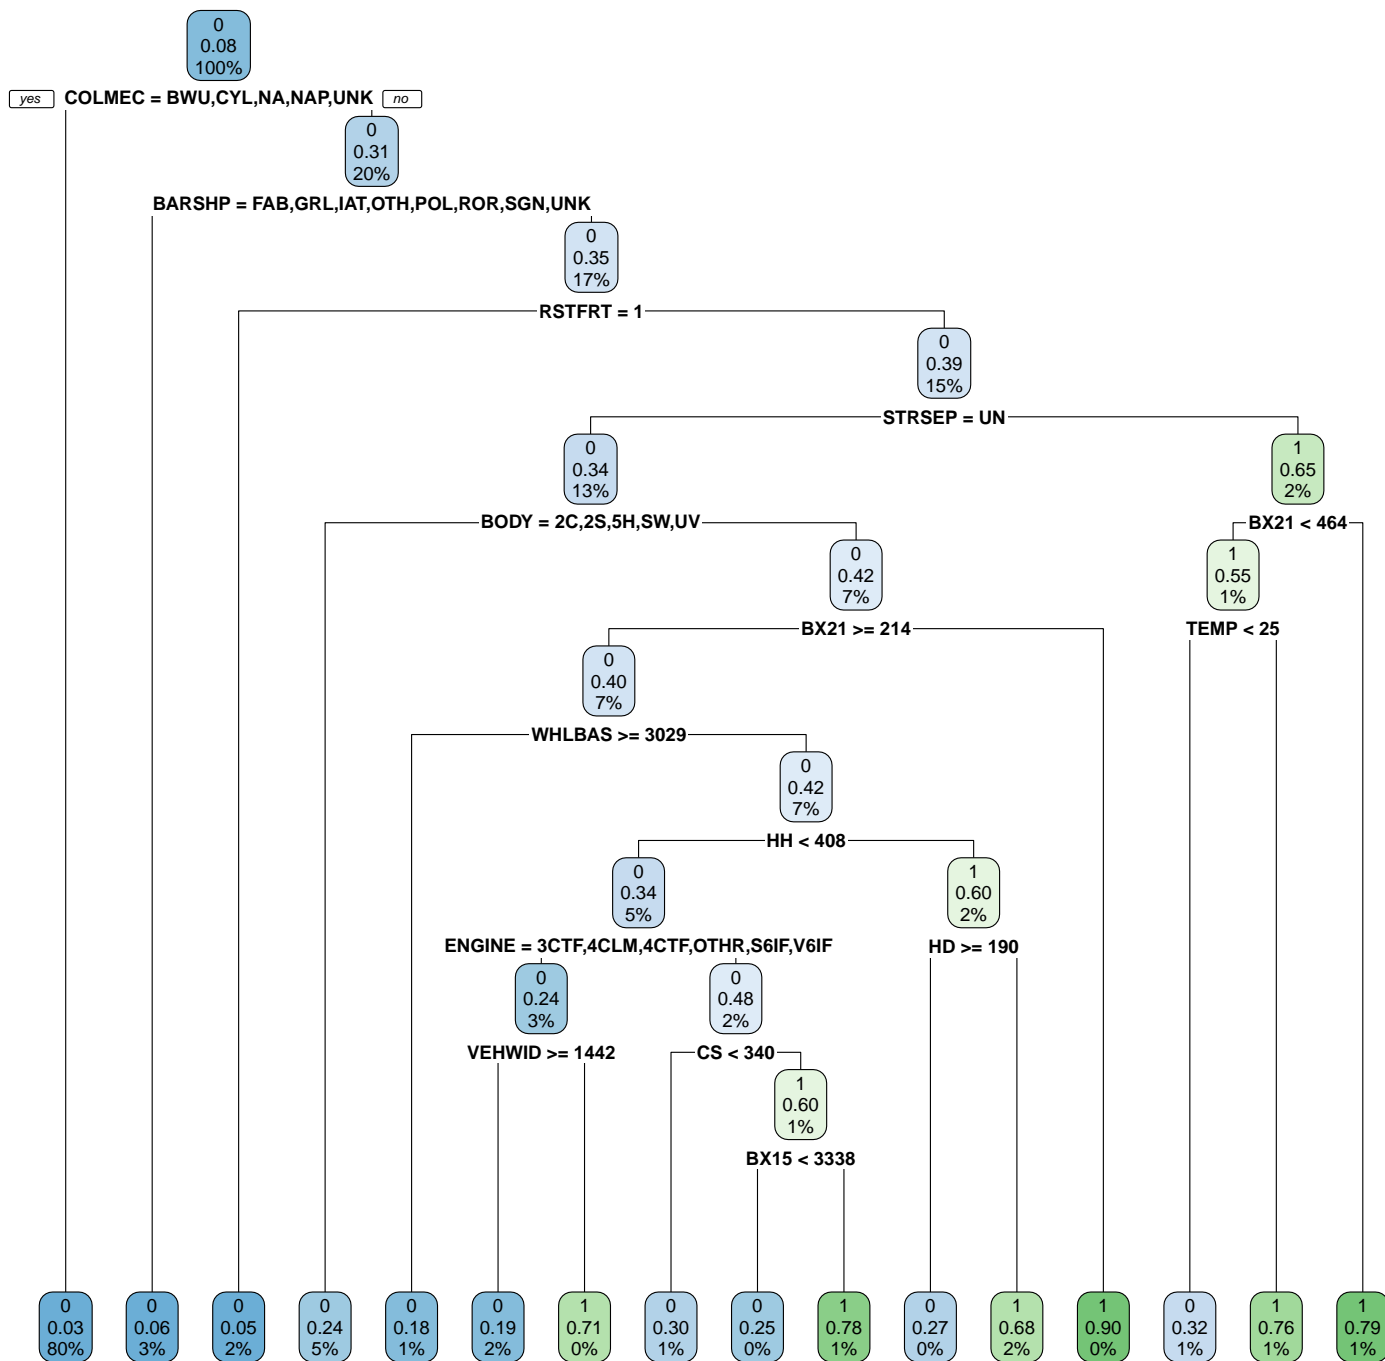 0
0.08
100%
yes COLMEC = BWU,CYL,NA,NAP,UNK no
0
0.31
20%
BARSHP = FAB,GRL,IAT,OTH,POL,ROR,SGN,UNK
0
0.35
17%
RSTFRT = 1
0
0.39
15%
STRSEP = UN
0 1
0.34 0.65
13% 2%
BODY = 2C,2S,5H,SW,UV BX21 < 464
0 1
0.42 0.55
7% 1%
BX21 >= 214 TEMP < 25
0
0.40
7%
WHLBAS >= 3029
0
0.42
7%
HH < 408
0 1
0.34 0.60
5% 2%
ENGINE = 3CTF,4CLM,4CTF,OTHR,S6IF,V6IF HD >= 190
0 0
0.24 0.48
3% 2%
VEHWID >= 1442 CS < 340
1
0.60
1%
BX15 < 3338
0 0 0 0 0 0 1 0 0 1 0 1 1 0 1 1
0.03 0.06 0.05 0.24 0.18 0.19 0.71 0.30 0.25 0.78 0.27 0.68 0.90 0.32 0.76 0.79
80% 3% 2% 5% 1% 2% 0% 1% 0% 1% 0% 2% 0% 1% 1% 1%